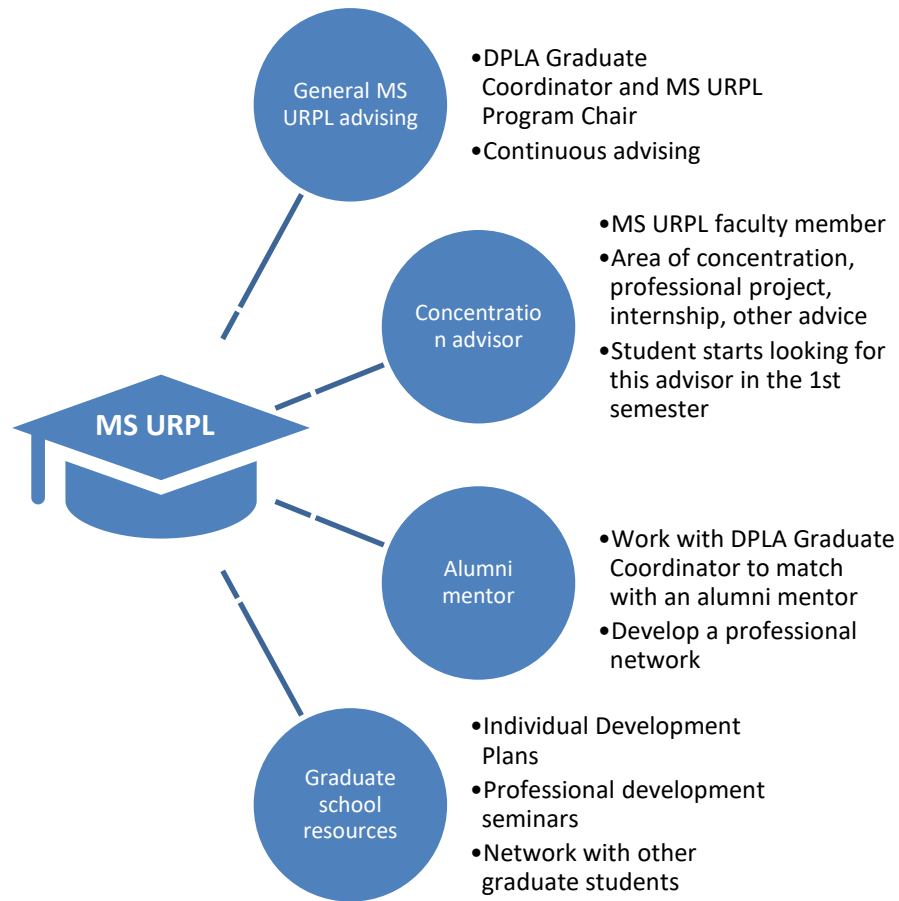 MS URPL
General MS
URPL advising
•DPLA Graduate
Coordinator and MS URPL
Program Chair
•Continuous advising
Concentratio
n advisor
•MS URPL faculty member
•Area of concentration,
professional project,
internship, other advice
•Student starts looking for
this advisor in the 1st
semester
Alumni
mentor
•Work with DPLA Graduate
Coordinator to match
with an alumni mentor
•Develop a professional
network
Graduate
school
resources
•Individual Development
Plans
•Professional development
seminars
•Network with other
graduate students